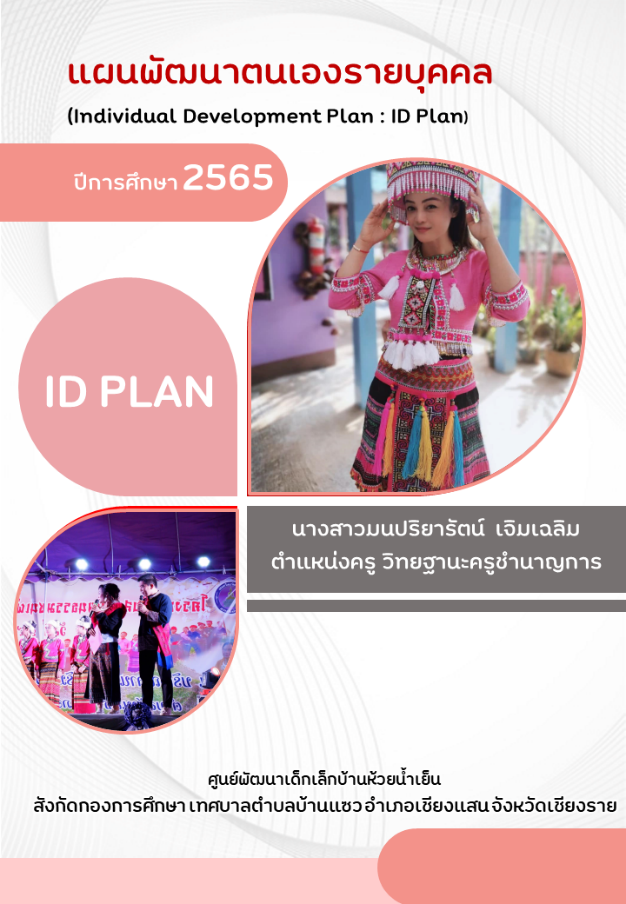 แผนพัฒนาตนเองรายบุคคล
(Individual Development Plan : ID Plan)
ปีการศึกษา 2565
ID PLAN
นางสาวมนปริยารัตน์ เจิมเฉลิม
ตำแหน่งครู วิทยฐานะครูชำนาญการ
ศูนย์พัฒนาเด็กเล็กบ้านห้วยน้ำเย็น
สังกัดกองการศึกษา เทศบาลตำบลบ้านแซว อำเภอเชียงแสน จังหวัดเชียงราย